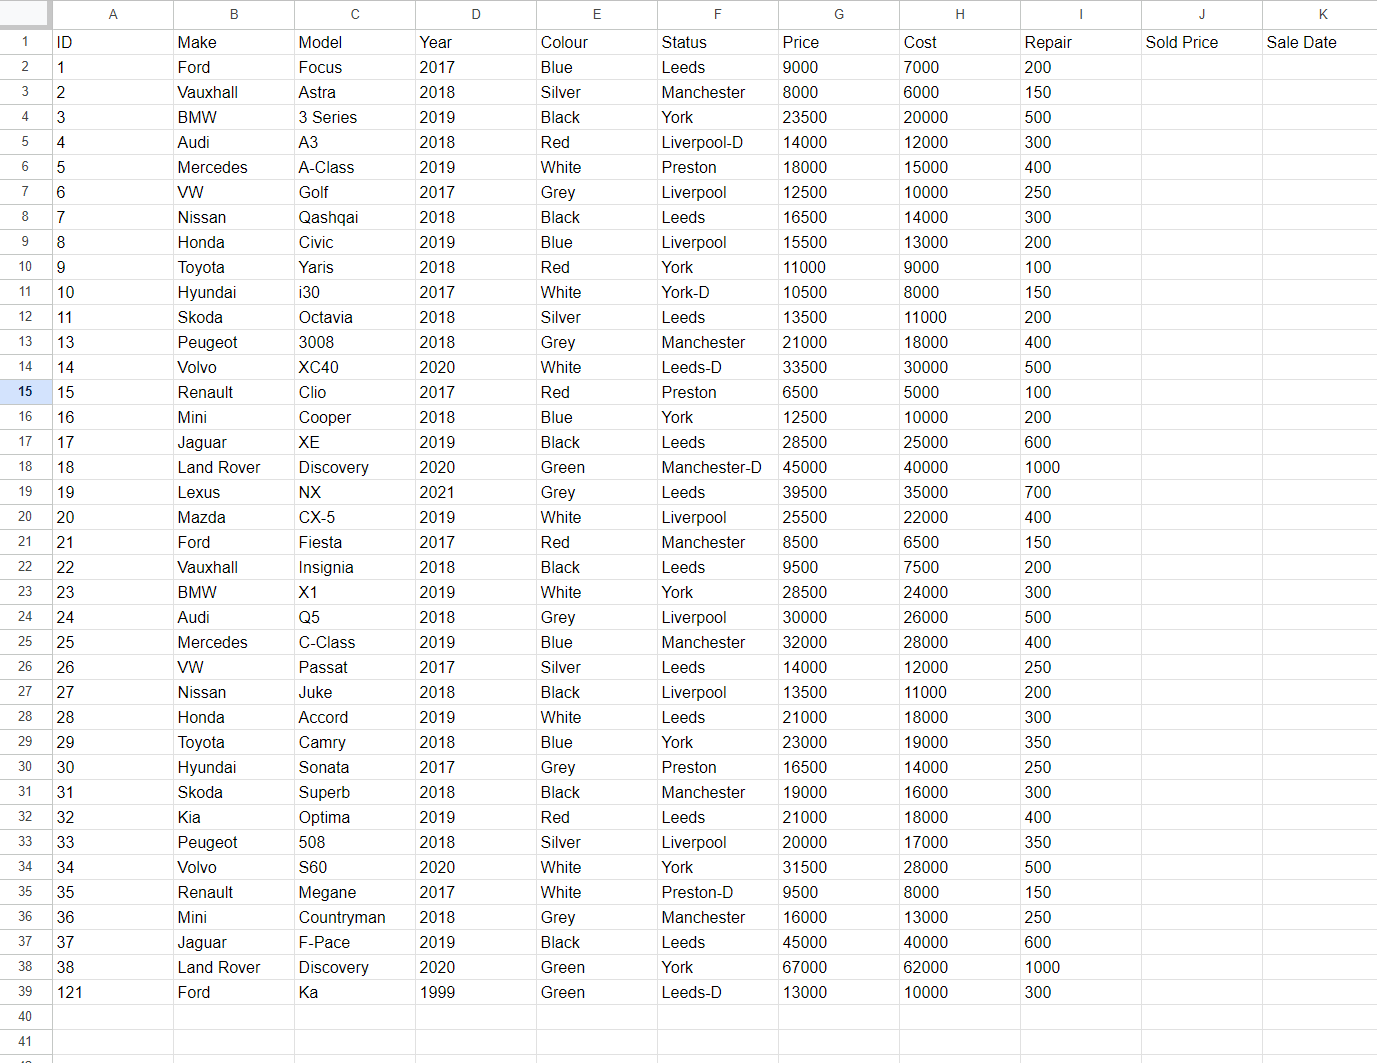 A B C D E F G H I J K
1 ID Make Model Year Colour Status Price Cost Repair Sold Price Sale Date
2 1 Ford Focus 2017 Blue Leeds 9000 7000 200
3 2 Vauxhall Astra 2018 Silver Manchester 8000 6000 150
4 3 BMW 3 Series 2019 Black York 23500 20000 500
5 4 Audi A3 2018 Red Liverpool-D 14000 12000 300
6 5 Mercedes A-Class 2019 White Preston 18000 15000 400
7 6 VW Golf 2017 Grey Liverpool 12500 10000 250
8 7 Nissan Qashqai 2018 Black Leeds 16500 14000 300
9 8 Honda Civic 2019 Blue Liverpool 15500 13000 200
10 9 Toyota Yaris 2018 Red York 11000 9000 100
11 10 Hyundai i30 2017 White York-D 10500 8000 150
12 11 Skoda Octavia 2018 Silver Leeds 13500 11000 200
13 13 Peugeot 3008 2018 Grey Manchester 21000 18000 400
14 14 Volvo XC40 2020 White Leeds-D 33500 30000 500
15 15 Renault Clio 2017 Red Preston 6500 5000 100
16 16 Mini Cooper 2018 Blue York 12500 10000 200
17 17 Jaguar XE 2019 Black Leeds 28500 25000 600
18 18 Land Rover Discovery 2020 Green Manchester-D 45000 40000 1000
19 19 Lexus NX 2021 Grey Leeds 39500 35000 700
20 20 Mazda CX-5 2019 White Liverpool 25500 22000 400
21 21 Ford Fiesta 2017 Red Manchester 8500 6500 150
22 22 Vauxhall Insignia 2018 Black Leeds 9500 7500 200
23 23 BMW X1 2019 White York 28500 24000 300
24 24 Audi Q5 2018 Grey Liverpool 30000 26000 500
25 25 Mercedes C-Class 2019 Blue Manchester 32000 28000 400
26 26 VW Passat 2017 Silver Leeds 14000 12000 250
27 27 Nissan Juke 2018 Black Liverpool 13500 11000 200
28 28 Honda Accord 2019 White Leeds 21000 18000 300
29 29 Toyota Camry 2018 Blue York 23000 19000 350
30 30 Hyundai Sonata 2017 Grey Preston 16500 14000 250
31 31 Skoda Superb 2018 Black Manchester 19000 16000 300
32 32 Kia Optima 2019 Red Leeds 21000 18000 400
33 33 Peugeot 508 2018 Silver Liverpool 20000 17000 350
34 34 Volvo S60 2020 White York 31500 28000 500
35 35 Renault Megane 2017 White Preston-D 9500 8000 150
36 36 Mini Countryman 2018 Grey Manchester 16000 13000 250
37 37 Jaguar F-Pace 2019 Black Leeds 45000 40000 600
38 38 Land Rover Discovery 2020 Green York 67000 62000 1000
39 121 Ford Ka 1999 Green Leeds-D 13000 10000 300
40
41